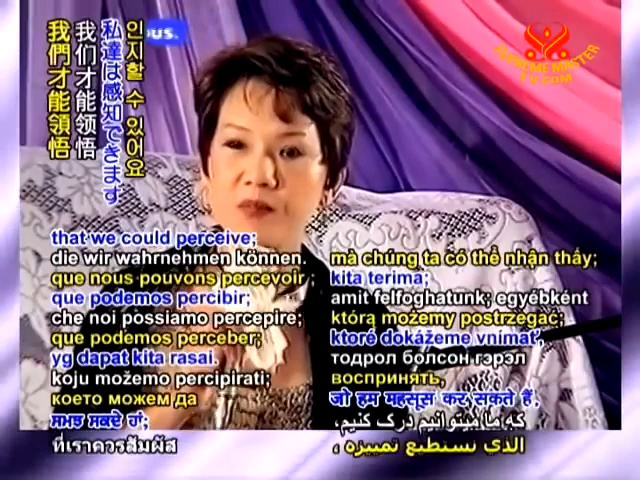 인지할 수 있어요
私達は感知できます
我们才能领悟
我們才能領悟
ous.
SUPREME MASTER
TV.COM
that we could perceive;
die wir wahrnehmen können.
que nous pouvons percevoir ;
que podemos percibir;
che noi possiamo percepire;
que podemos perceber;
yg dapat kita rasai.
koju možemo percipirati;
което можем да
ਸਮਝ ਸਕਦੇ ਹਾਂ;
ที่เราควรสัมผัส
mà chúng ta có thể nhận thấy;
kita terima;
amit felfoghatunk; egyébként
którą możemy postrzegać;
ktoré dokážeme vnímať,
тодрол болсон гэрэл
воспринять,
जो हम महसूस कर सकते हैं,
که ما میتوانیم درک کنیم,
الذي نستطيع تمييزه ،